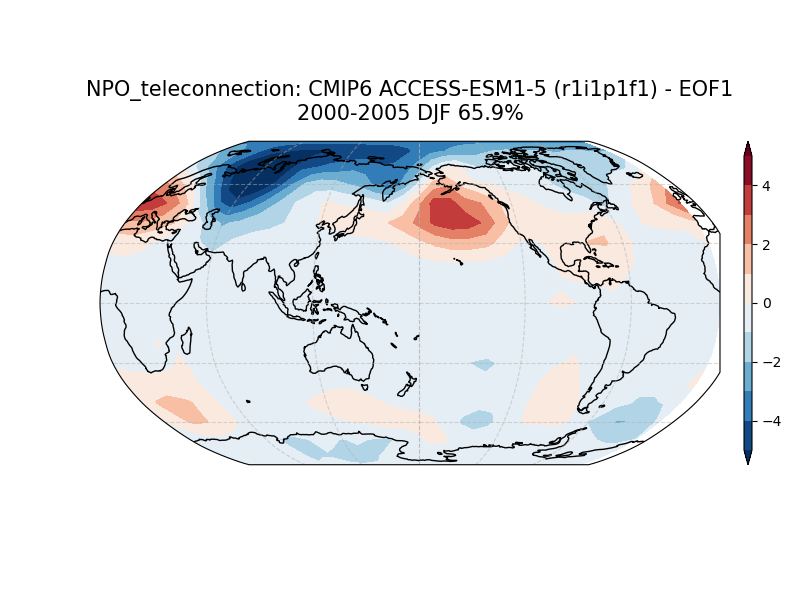 NPO_teleconnection: CMIP6 ACCESS-ESM1-5 (r1i1p1f1) - EOF1
2000-2005 DJF 65.9%
4
2
0
−2
−4